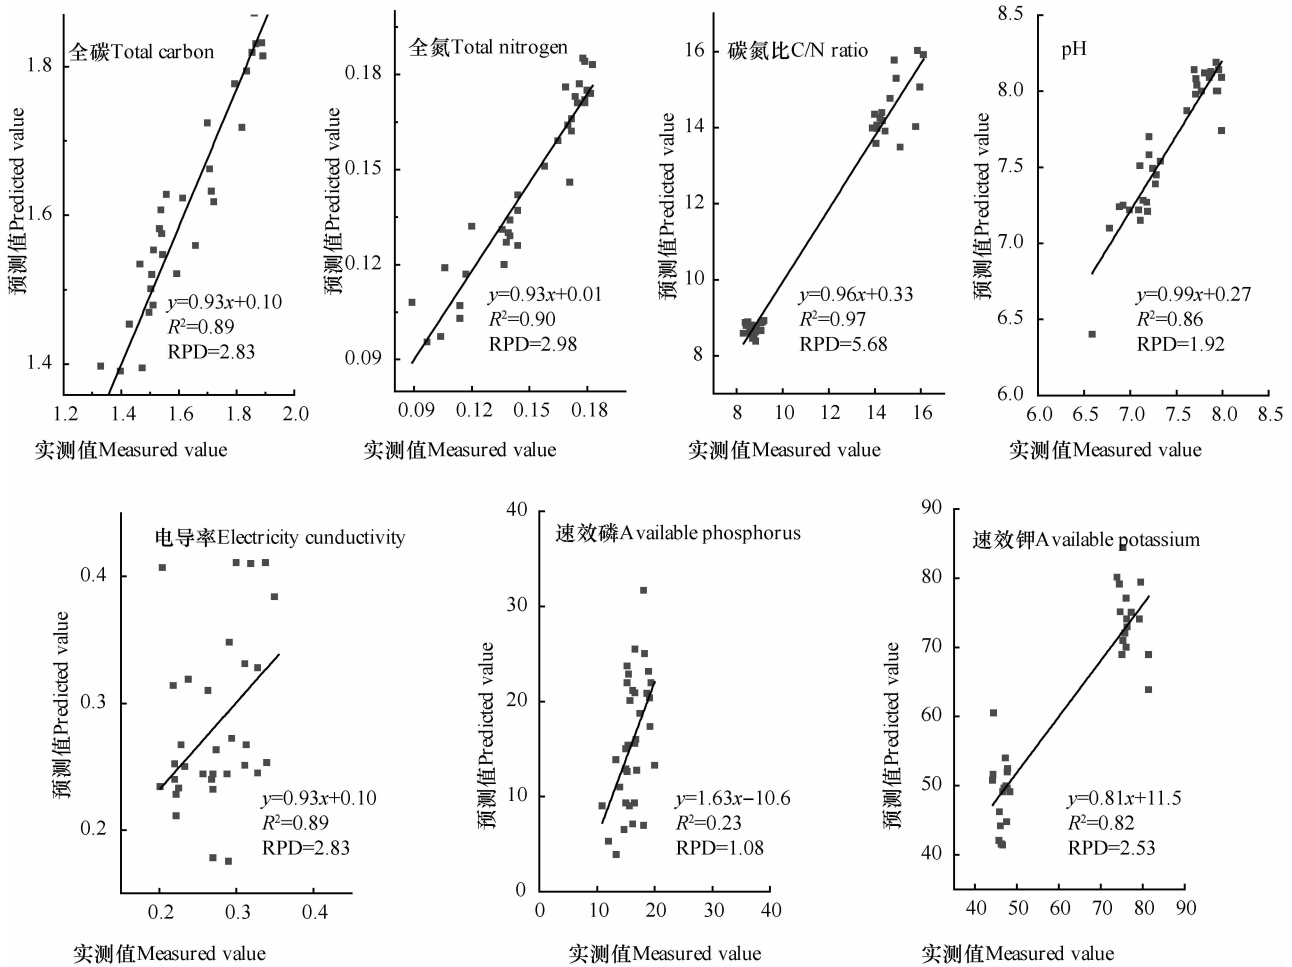 全碳Total carbon
预测值Predicted value
1.8
1.6
1.4
y=0.93x+0.10
R²=0.89
RPD=2.83
1.2 1.4 1.6 1.8 2.0
实测值Measured value
全氮Total nitrogen
预测值Predicted value
0.18
0.15
0.12
0.09
y=0.93x+0.01
R²=0.90
RPD=2.98
0.09 0.12 0.15 0.18
实测值Measured value
碳氮比C/N ratio
预测值Predicted value
16
14
12
10
8
y=0.96x+0.33
R²=0.97
RPD=5.68
8 10 12 14 16
实测值Measured value
pH
预测值Predicted value
8.5
8.0
7.5
7.0
6.5
6.0
y=0.99x+0.27
R²=0.86
RPD=1.92
6.0 6.5 7.0 7.5 8.0 8.5
实测值Measured value
电导率Electricity cunductivity
预测值Predicted value
0.4
0.3
0.2
y=0.93x+0.10
R²=0.89
RPD=2.83
0.2 0.3 0.4
实测值Measured value
速效磷Available phosphorus
预测值Predicted value
40
30
20
10
0
y=1.63x−10.6
R²=0.23
RPD=1.08
0 10 20 30 40
实测值Measured value
速效钾Available potassium
预测值Predicted value
90
80
70
60
50
40
y=0.81x+11.5
R²=0.82
RPD=2.53
40 50 60 70 80 90
实测值Measured value